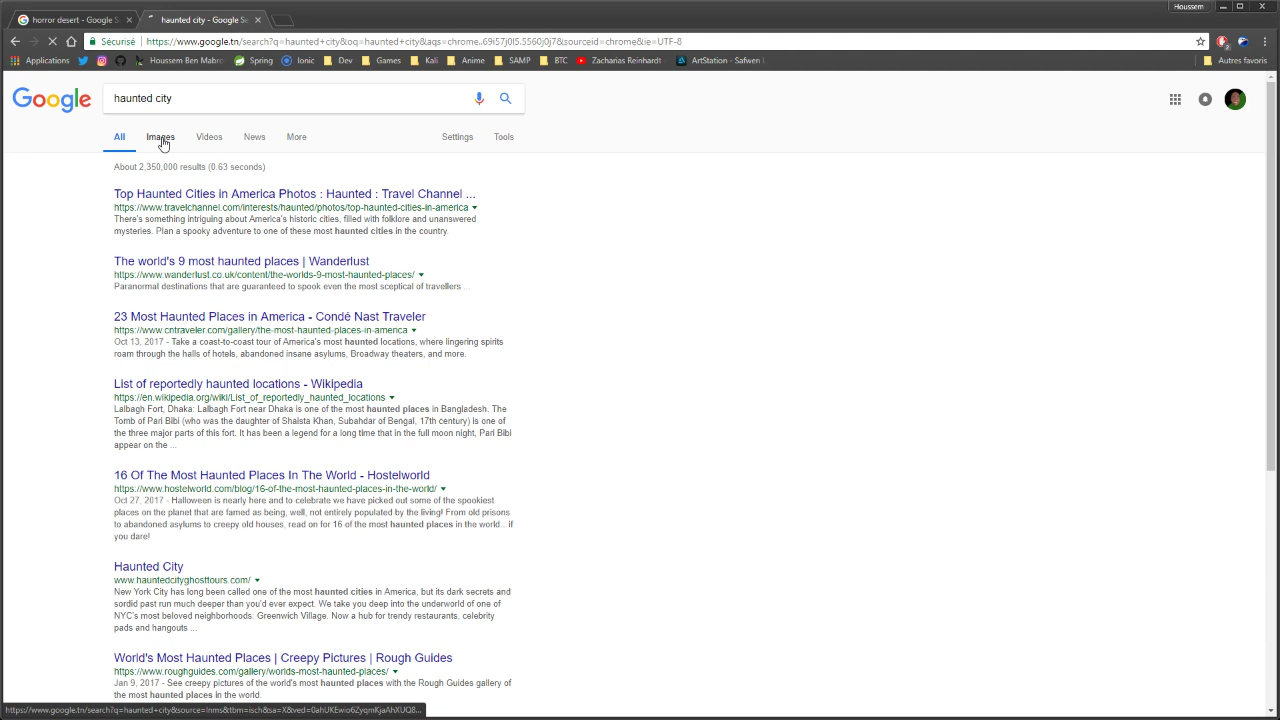 Houssem
horror desert - Google S
haunted city - Google Se
Sécurisé https://www.google.tn/search?q=haunted+city&oq=haunted+city&aqs=chrome..69i57j0l5.5560j0j7&sourceid=chrome&ie=UTF-8
Applications Houssem Ben Mabro Spring Ionic Dev Games Kali Anime SAMP BTC Zacharias Reinhardt ArtStation - Safwen Autres favoris
Google haunted city
All Images Videos News More Settings Tools
About 2,350,000 results (0.63 seconds)
Top Haunted Cities in America Photos : Haunted : Travel Channel ...
https://www.travelchannel.com/interests/haunted/photos/top-haunted-cities-in-america
There's something intriguing about America's historic cities, filled with folklore and unanswered
mysteries. Plan a spooky adventure to one of these most haunted cities in the country.
The world's 9 most haunted places | Wanderlust
https://www.wanderlust.co.uk/content/the-worlds-9-most-haunted-places/
Paranormal destinations that are guaranteed to spook even the most sceptical of travellers ...
23 Most Haunted Places in America - Condé Nast Traveler
https://www.cntraveler.com/gallery/the-most-haunted-places-in-america
Oct 13, 2017 - Take a coast-to-coast tour of America's most haunted locations, where lingering spirits
roam through the halls of hotels, abandoned insane asylums, Broadway theaters, and more.
List of reportedly haunted locations - Wikipedia
https://en.wikipedia.org/wiki/List_of_reportedly_haunted_locations
Lalbagh Fort, Dhaka: Lalbagh Fort near Dhaka is one of the most haunted places in Bangladesh. The
Tomb of Pari Bibi (who was the daughter of Shaista Khan, Subahdar of Bengal, 17th century) is one of
the three major parts of this fort. It has been a legend for a long time that in the full moon night, Pari Bibi
appear on the ...
16 Of The Most Haunted Places In The World - Hostelworld
https://www.hostelworld.com/blog/16-of-the-most-haunted-places-in-the-world/
Oct 27, 2017 - Halloween is nearly here and to celebrate we have picked out some of the spookiest
places on the planet that are famed as being, well, not entirely populated by the living! From old prisons
to abandoned asylums to creepy old houses, read on for 16 of the most haunted places in the world...if
you dare!
Haunted City
www.hauntedcityghosttours.com/
New York City has long been called one of the most haunted cities in America, but its dark secrets and
sordid past run much deeper than you'd ever expect. We take you deep into the underworld of one of
NYC's most beloved neighborhoods: Greenwich Village. Now a hub for trendy restaurants, celebrity
pads and hangouts ...
World's Most Haunted Places | Creepy Pictures | Rough Guides
https://www.roughguides.com/gallery/worlds-most-haunted-places/
Jan 9, 2017 - See creepy pictures of the world's most haunted places with the Rough Guides gallery of
the most haunted places in the world.
https://www.google.tn/search?q=haunted+city&source=lnms&tbm=isch&sa=X&ved=0ahUKEwio6ZyqmKjaAhXUQ8...